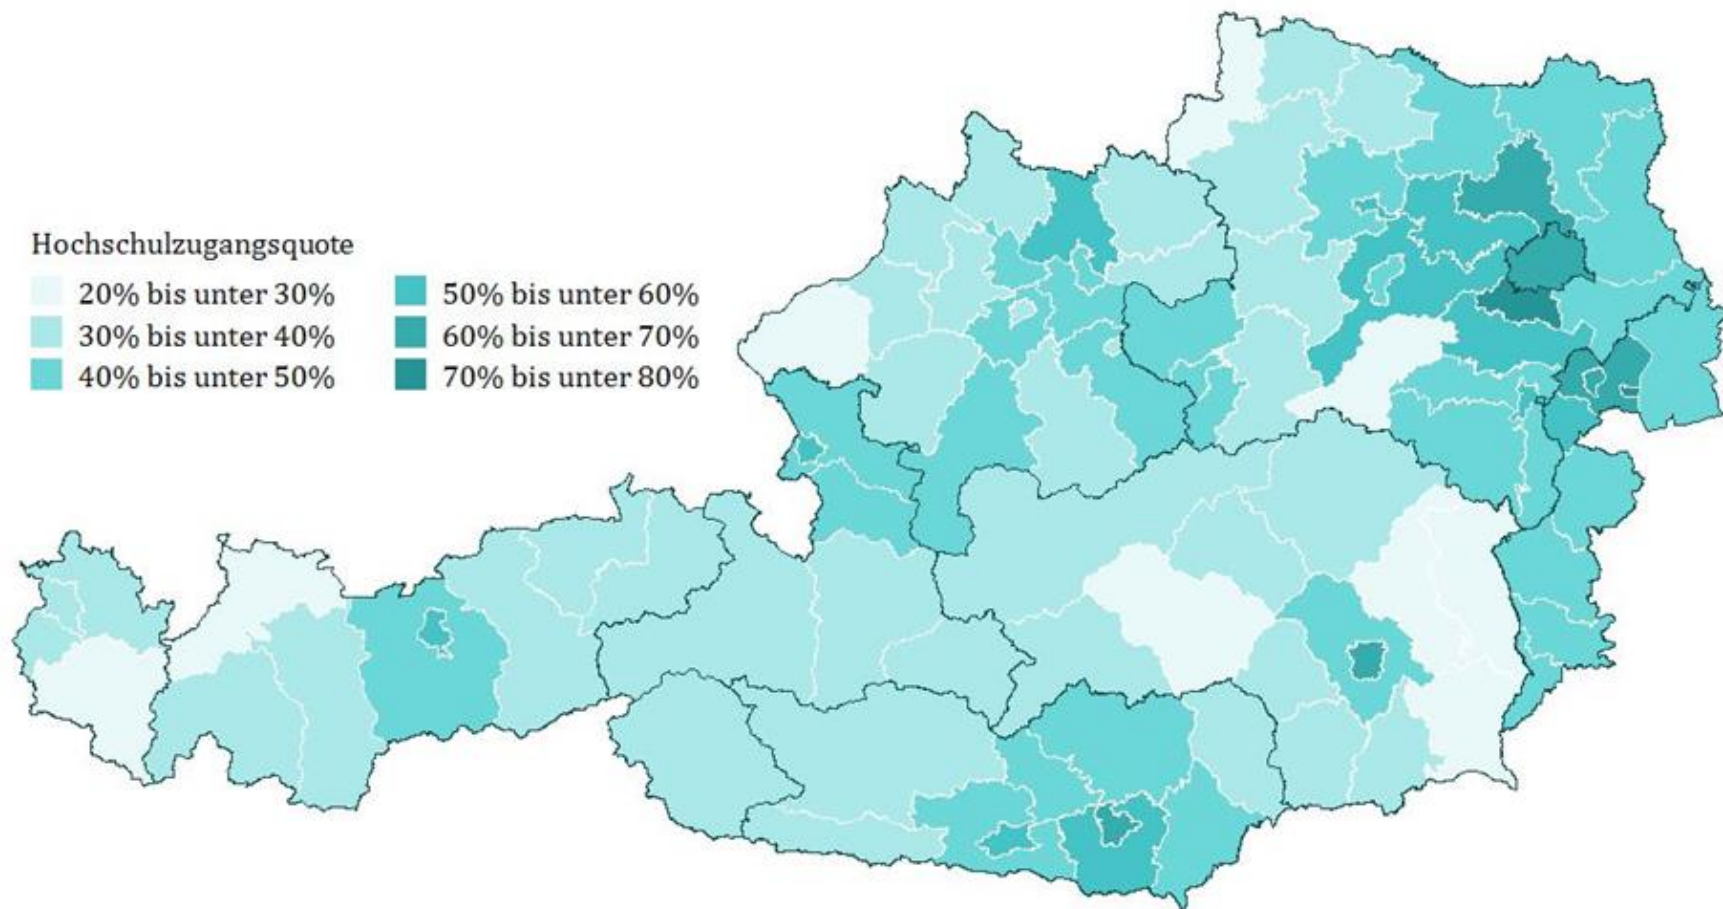 Hochschulzugangsquote
20% bis unter 30%
30% bis unter 40%
40% bis unter 50%
50% bis unter 60%
60% bis unter 70%
70% bis unter 80%